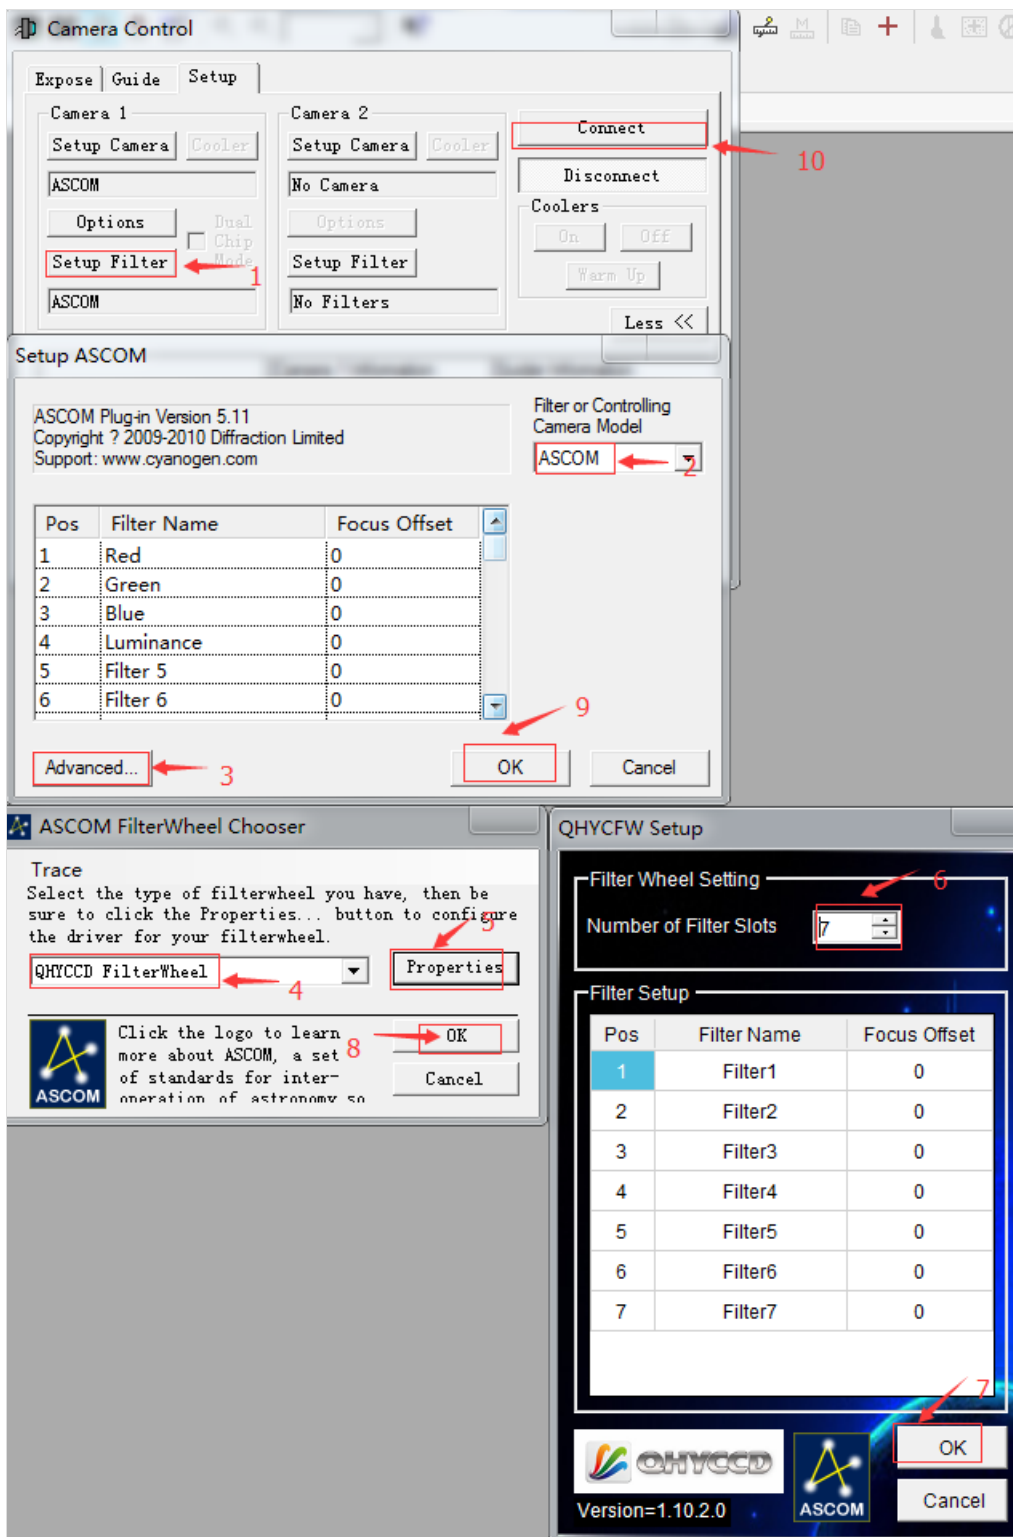 Camera Control
Expose Guide Setup
Camera 1
Setup Camera Cooler
ASCOM
Options
Dual
Chip
Mode
Setup Filter
1
ASCOM
Camera 2
Setup Camera Cooler
No Camera
Options
Setup Filter
No Filters
Connect
10
Disconnect
Coolers
On Off
Warm Up
Less <<
Setup ASCOM
ASCOM Plug-in Version 5.11
Copyright ? 2009-2010 Diffraction Limited
Support: www.cyanogen.com
Filter or Controlling
Camera Model
ASCOM
2
Pos Filter Name Focus Offset
1 Red 0
2 Green 0
3 Blue 0
4 Luminance 0
5 Filter 5 0
6 Filter 6 0
9
Advanced... 3 OK Cancel
ASCOM FilterWheel Chooser
Trace
Select the type of filterwheel you have, then be
sure to click the Properties... button to configure
the driver for your filterwheel.
5
QHYCCD FilterWheel Properties
4
Click the logo to learn
more about ASCOM, a set
of standards for inter-
operation of astronomy so
ASCOM
8
OK
Cancel
QHYCFW Setup
Filter Wheel Setting
6
Number of Filter Slots 7
Filter Setup
Pos Filter Name Focus Offset
1 Filter1 0
2 Filter2 0
3 Filter3 0
4 Filter4 0
5 Filter5 0
6 Filter6 0
7 Filter7 0
7
QHYCCD
Version=1.10.2.0
ASCOM
OK
Cancel